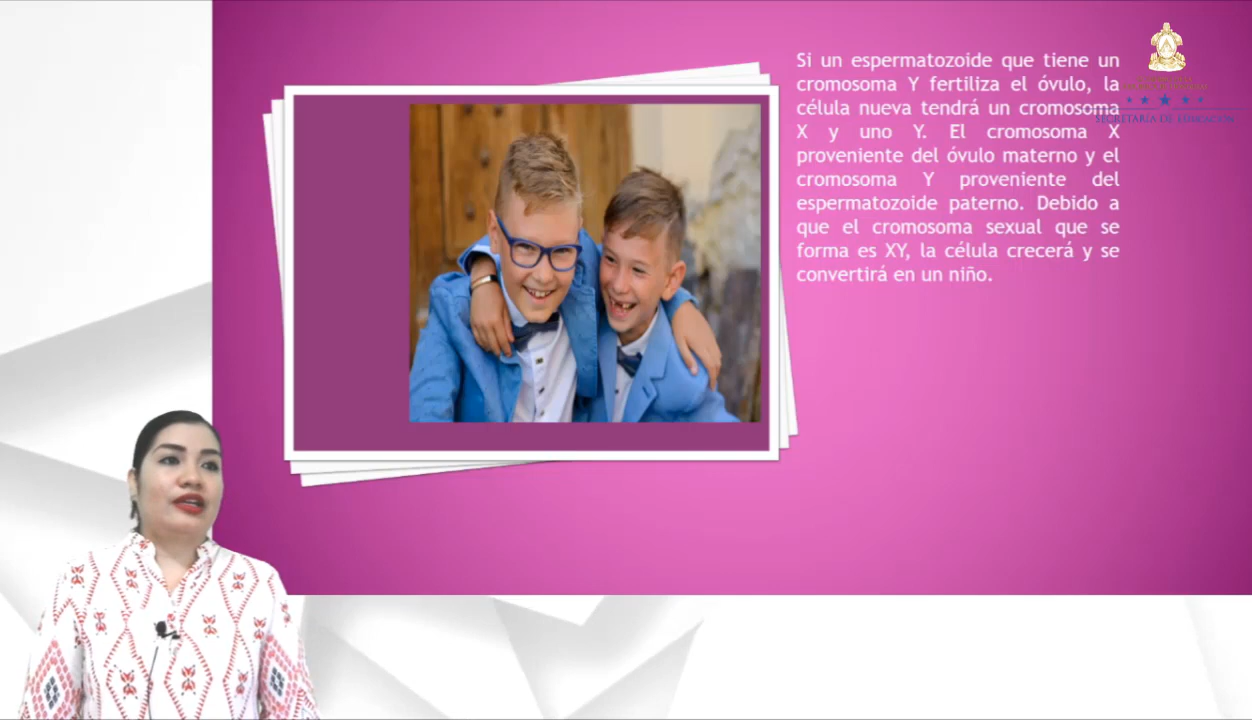 Si un espermatozoide que tiene un
cromosoma Y fertiliza el óvulo, la
célula nueva tendrá un cromosoma
X y uno Y. El cromosoma X
proveniente del óvulo materno y el
cromosoma Y proveniente del
espermatozoide paterno. Debido a
que el cromosoma sexual que se
forma es XY, la célula crecerá y se
convertirá en un niño.
SECRETARÍA DE EDUCACIÓN